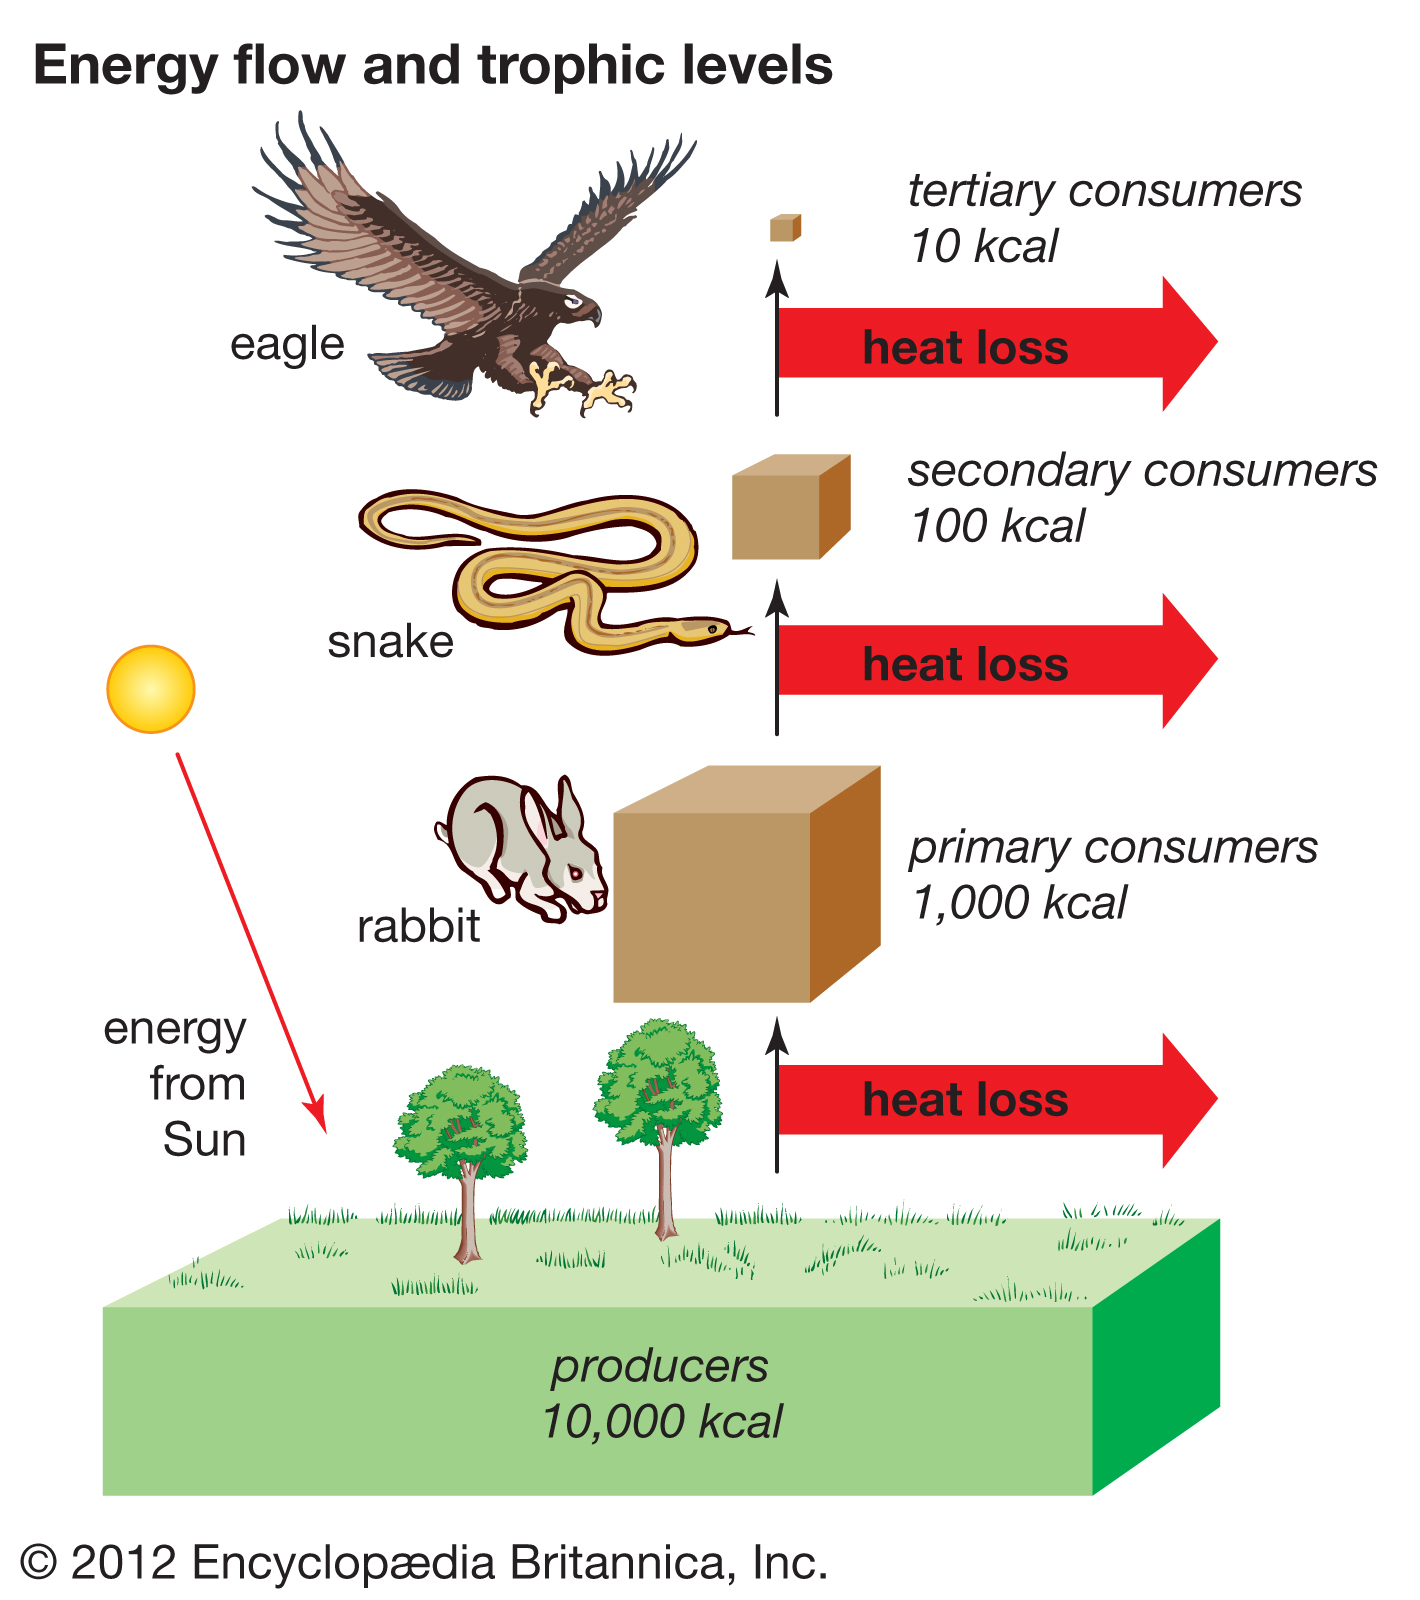 Energy flow and trophic levels
tertiary consumers
10 kcal
eagle
heat loss
secondary consumers
100 kcal
snake
heat loss
primary consumers
1,000 kcal
rabbit
energy
from
Sun
heat loss
producers
10,000 kcal
© 2012 Encyclopædia Britannica, Inc.